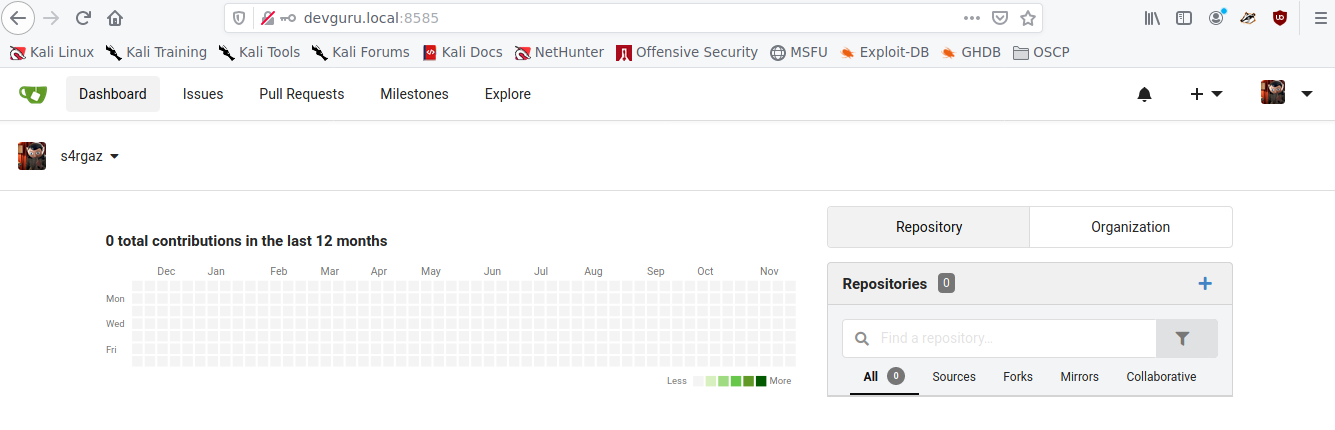 devguru.local:8585
Kali Linux Kali Training Kali Tools Kali Forums Kali Docs NetHunter Offensive Security MSFU Exploit-DB GHDB OSCP
Dashboard Issues Pull Requests Milestones Explore
s4rgaz
Repository Organization
0 total contributions in the last 12 months
Dec Jan Feb Mar Apr May Jun Jul Aug Sep Oct Nov
Mon
Wed
Fri
Less More
Repositories 0
Find a repository...
All 0 Sources Forks Mirrors Collaborative